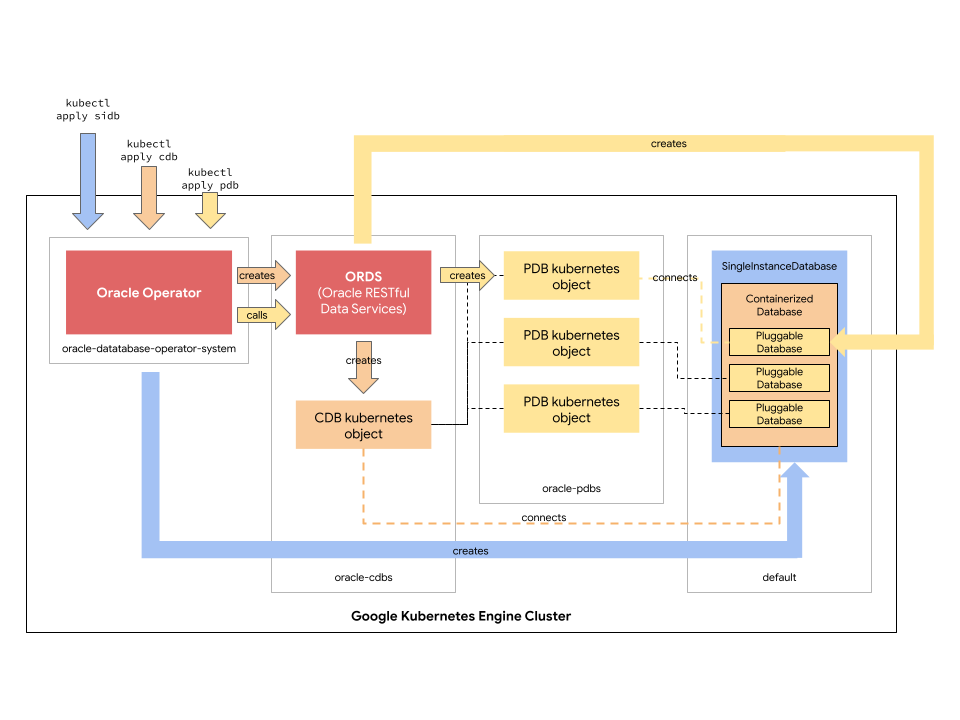 kubectl
apply sidb
kubectl
apply cdb
kubectl
apply pdb
creates
Oracle Operator
oracle-datatabase-operator-system
creates
calls
ORDS
(Oracle RESTful
Data Services)
creates
creates
CDB kubernetes
object
PDB kubernetes
object
PDB kubernetes
object
PDB kubernetes
object
oracle-pdbs
connects
SingleInstanceDatabase
Containerized
Database
Pluggable
Database
Pluggable
Database
Pluggable
Database
connects
creates
oracle-cdbs
default
Google Kubernetes Engine Cluster